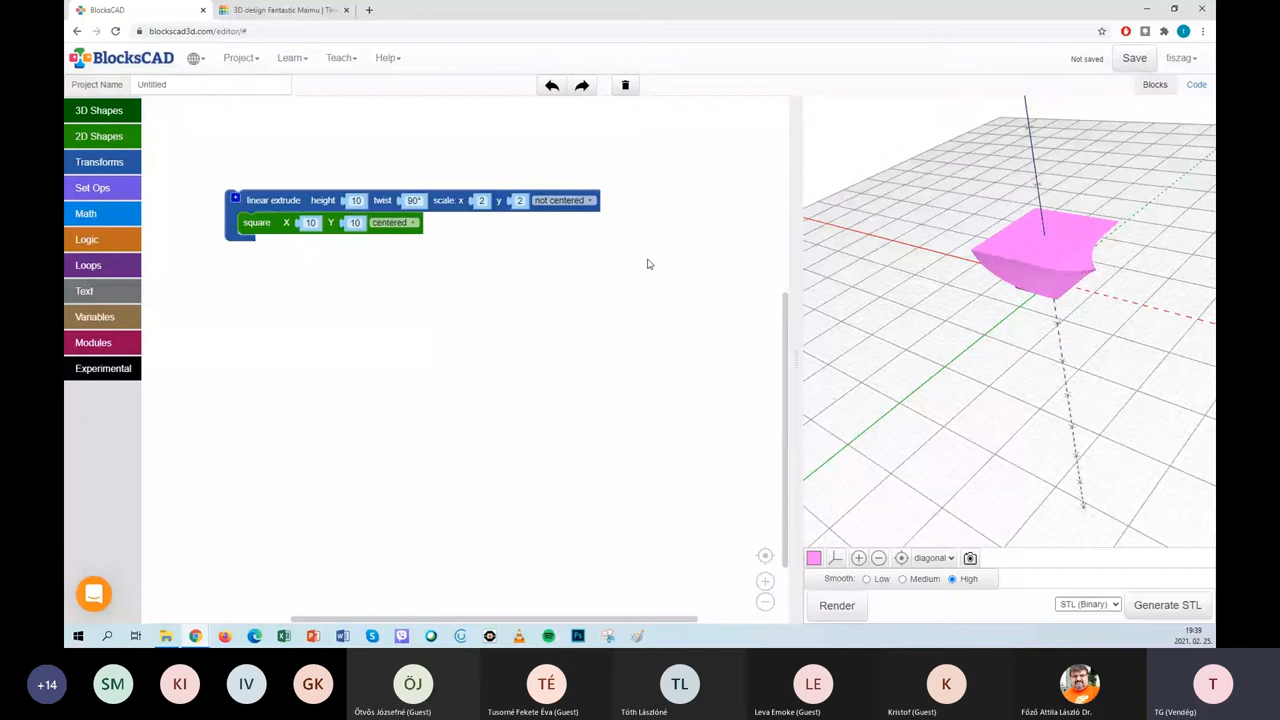 BlocksCAD
3D design Fantastic Maimu | Tin
blockscad3d.com/editor/#
BlocksCAD
Project
Learn
Teach
Help
Not saved
Save
tiszag
Project Name
Untitled
Blocks
Code
3D Shapes
2D Shapes
Transforms
Set Ops
Math
Logic
Loops
Text
Variables
Modules
Experimental
linear extrude height 10 twist 90° scale: x 2 y 2 not centered
square X 10 Y 10 centered
diagonal
Smooth: Low Medium High
Render
STL (Binary)
Generate STL
19:39
2021. 02. 25.
+14
SM
KI
IV
GK
ÖJ
TÉ
TL
LE
K
T
Ötvös Józsefné (Guest)
Tusorné Fekete Éva (Guest)
Tóth Lászlóné
Leva Emoke (Guest)
Kristof (Guest)
Főző Attila László Dr.
TG (Vendég)